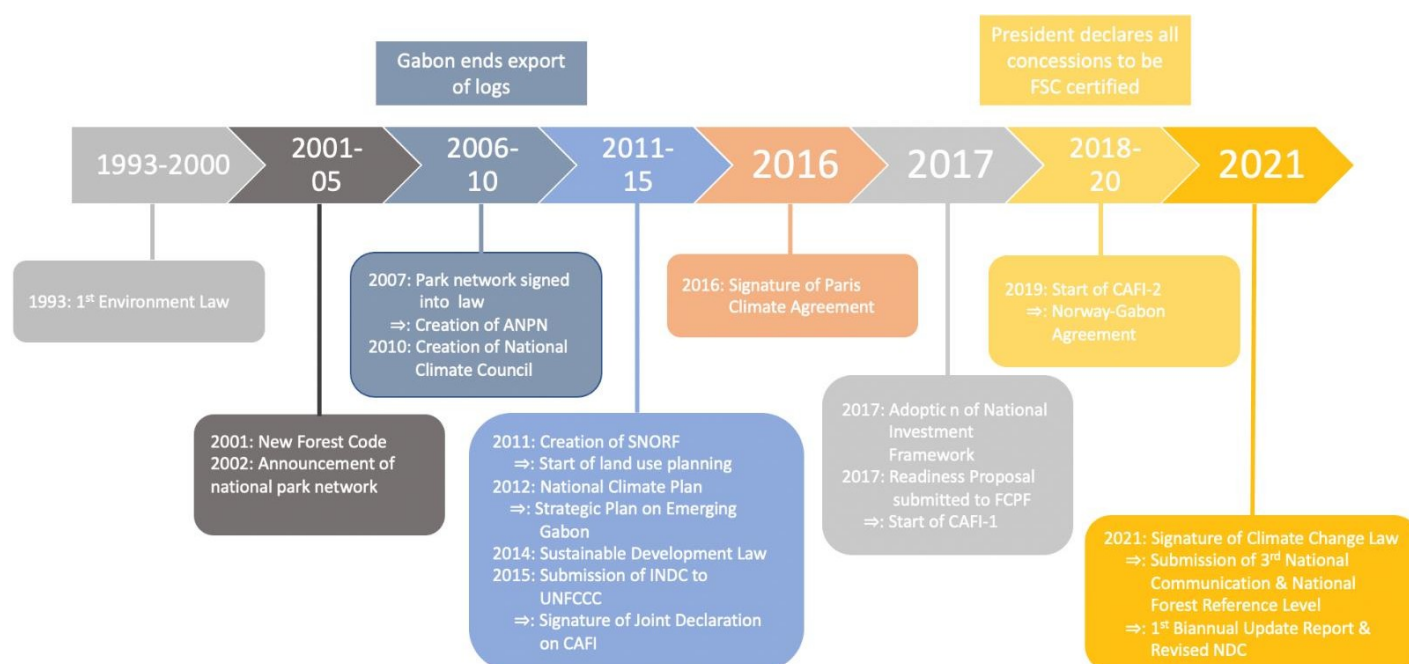 Gabon ends export
of logs
President declares all
concessions to be
FSC certified
1993-2000
2001-
05
2006-
10
2011-
15
2016
2017
2018-
20
2021
1993: 1st Environment Law
2001: New Forest Code
2002: Announcement of
national park network
2007: Park network signed
into law
⇒: Creation of ANPN
2010: Creation of National
Climate Council
2011: Creation of SNORF
⇒: Start of land use planning
2012: National Climate Plan
⇒: Strategic Plan on Emerging
Gabon
2014: Sustainable Development Law
2015: Submission of INDC to
UNFCCC
⇒: Signature of Joint Declaration
on CAFI
2016: Signature of Paris
Climate Agreement
2017: Adoption of National
Investment
Framework
2017: Readiness Proposal
submitted to FCPF
⇒: Start of CAFI-1
2019: Start of CAFI-2
⇒: Norway-Gabon
Agreement
2021: Signature of Climate Change Law
⇒: Submission of 3rd National
Communication & National
Forest Reference Level
⇒: 1st Biannual Update Report &
Revised NDC